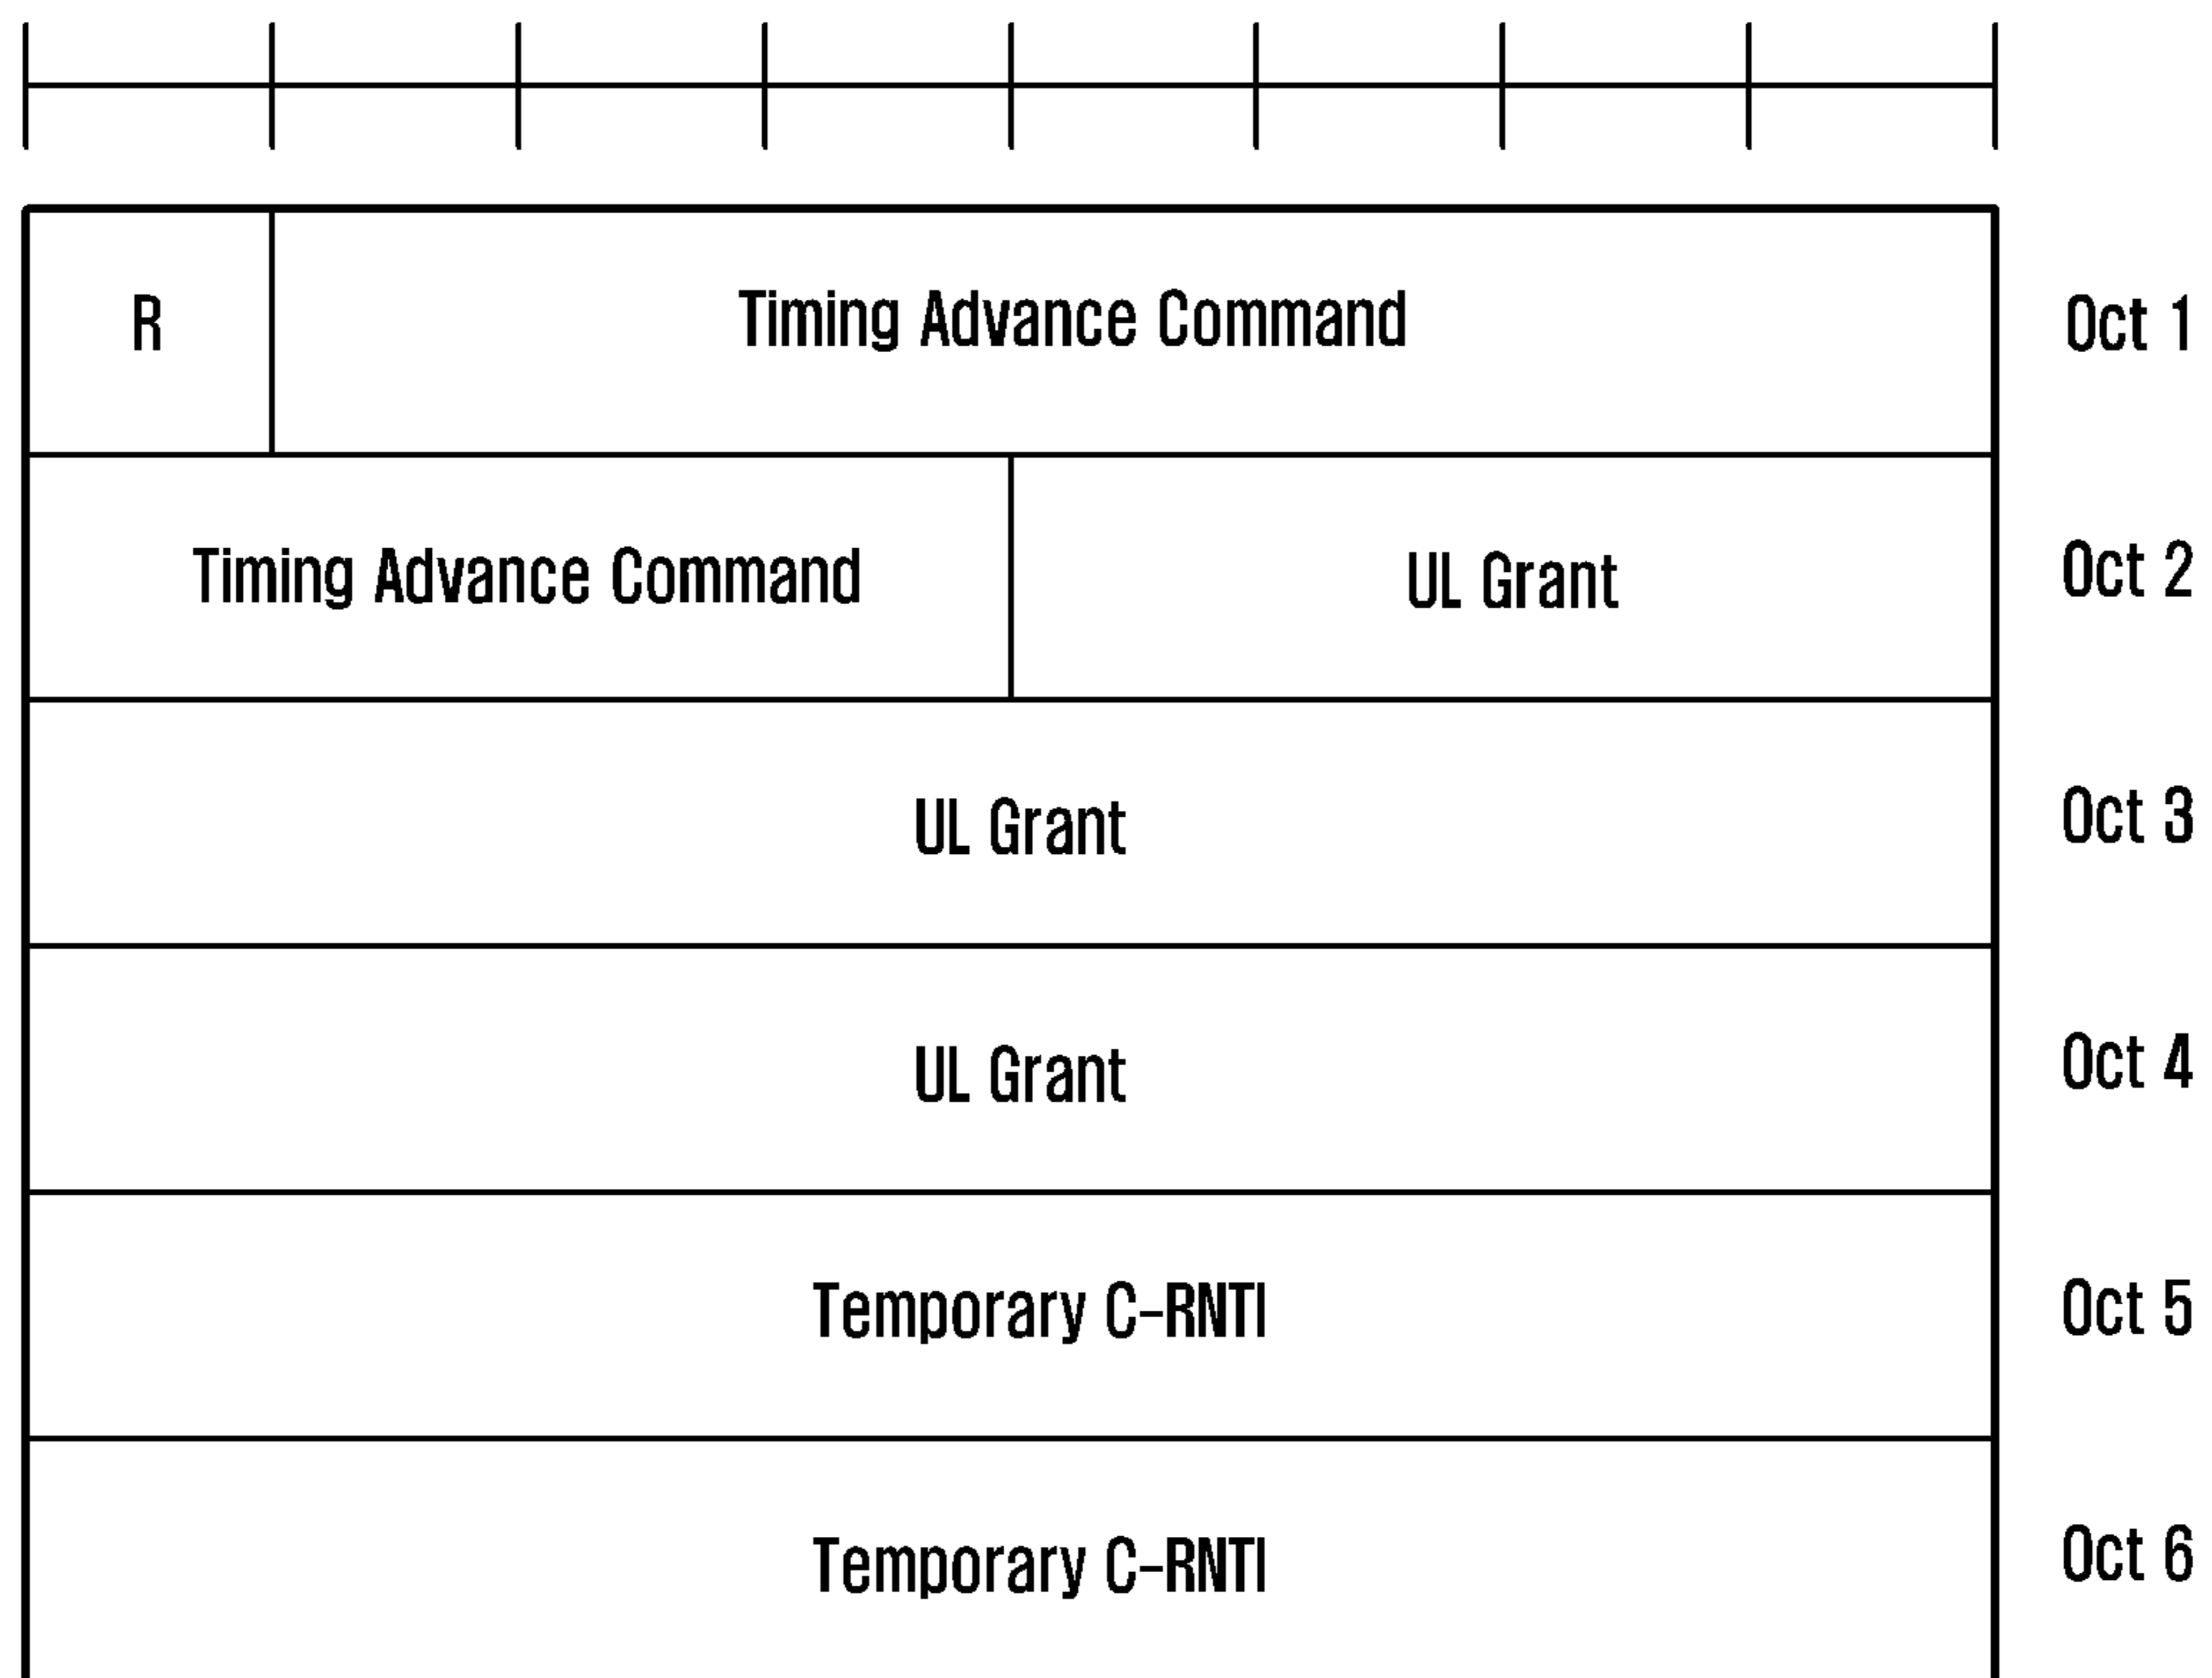 R Timing Advance Command Oct 1
Timing Advance Command UL Grant Oct 2
UL Grant Oct 3
UL Grant Oct 4
Temporary C-RNTI Oct 5
Temporary C-RNTI Oct 6